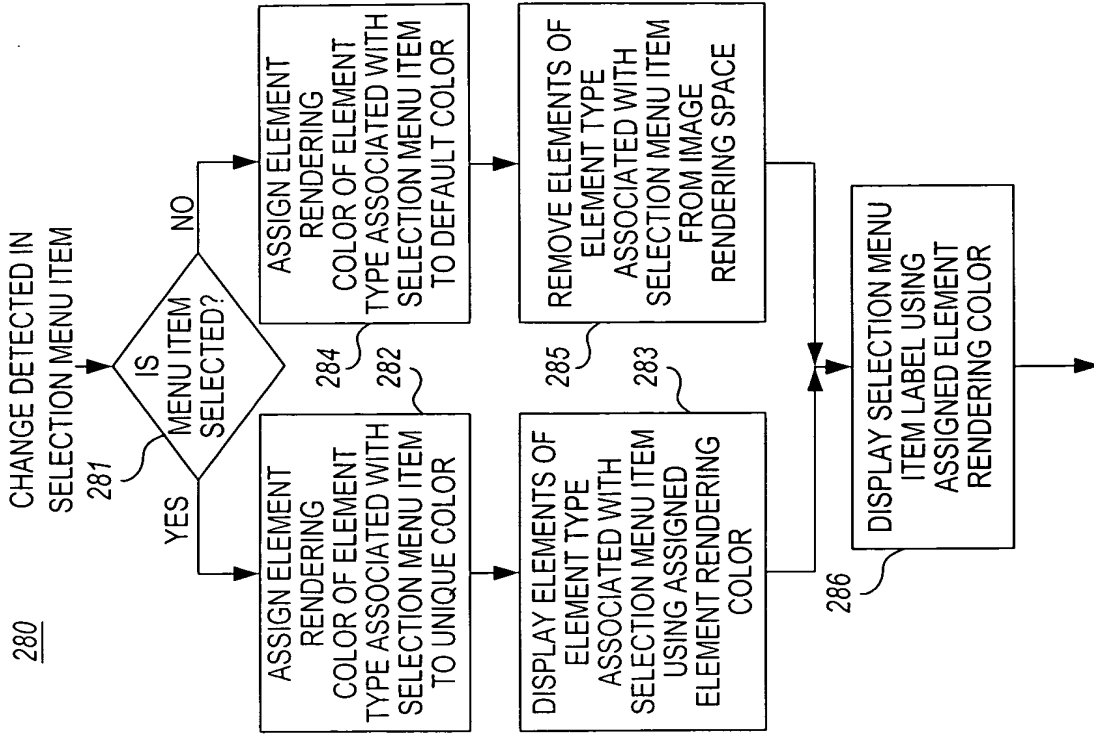 280
CHANGE DETECTED IN
SELECTION MENU ITEM
281
IS
MENU ITEM
SELECTED?
YES
NO
ASSIGN ELEMENT
RENDERING
COLOR OF ELEMENT
TYPE ASSOCIATED WITH
SELECTION MENU ITEM
TO UNIQUE COLOR
282
284
ASSIGN ELEMENT
RENDERING
COLOR OF ELEMENT
TYPE ASSOCIATED WITH
SELECTION MENU ITEM
TO DEFAULT COLOR
DISPLAY ELEMENTS OF
ELEMENT TYPE
ASSOCIATED WITH
SELECTION MENU ITEM
USING ASSIGNED
ELEMENT RENDERING
COLOR
283
285
REMOVE ELEMENTS OF
ELEMENT TYPE
ASSOCIATED WITH
SELECTION MENU ITEM
FROM IMAGE
RENDERING SPACE
286
DISPLAY SELECTION MENU
ITEM LABEL USING
ASSIGNED ELEMENT
RENDERING COLOR